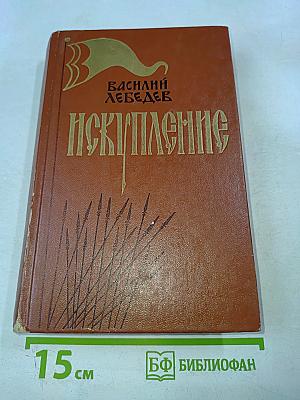 ВАСИЛИЙ
ЛЕБЕДЕВ
ИСКУПЛЕНИЕ
15 см
БФ БИБЛИОФАН